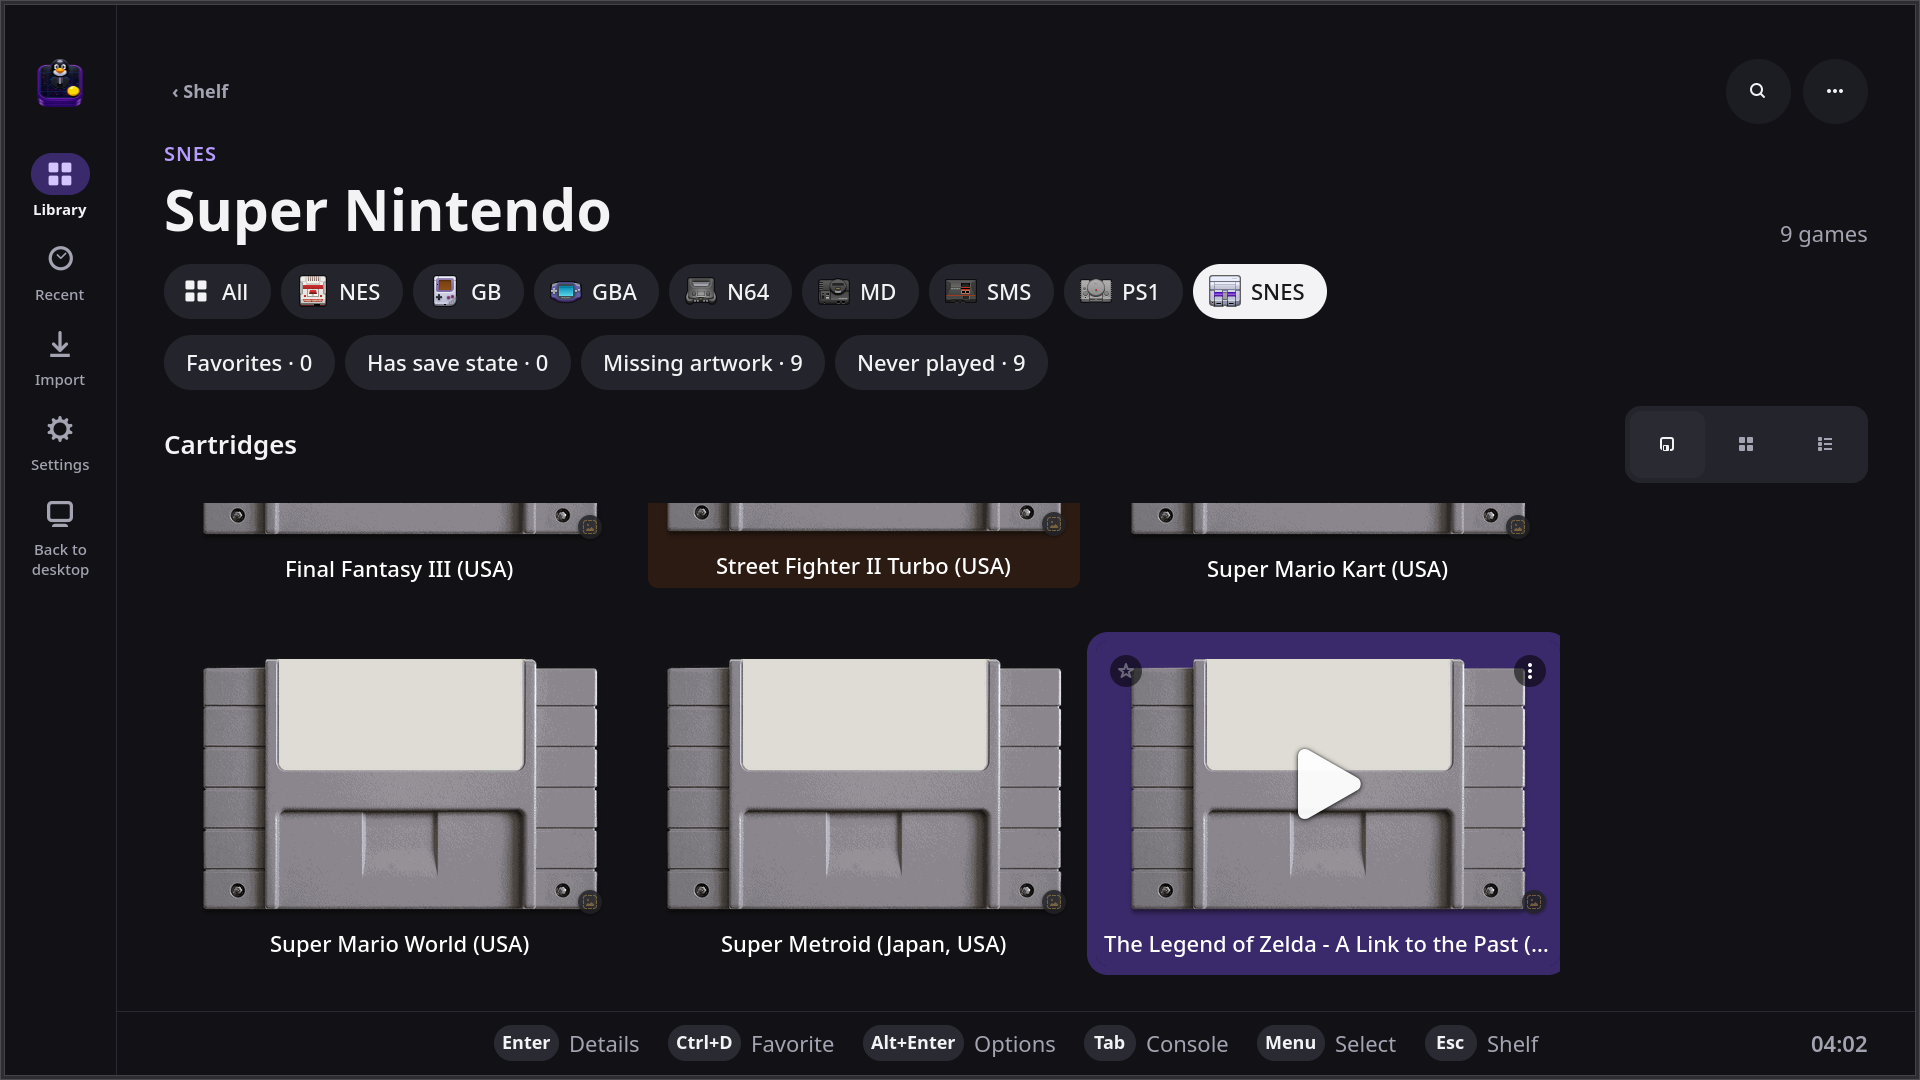 ‹ Shelf
SNES
Super Nintendo
9 games
All
NES
GB
GBA
N64
MD
SMS
PS1
SNES
Favorites · 0
Has save state · 0
Missing artwork · 9
Never played · 9
Cartridges
Library
Recent
Import
Settings
Back to
desktop
Final Fantasy III (USA)
Street Fighter II Turbo (USA)
Super Mario Kart (USA)
Super Mario World (USA)
Super Metroid (Japan, USA)
The Legend of Zelda - A Link to the Past (...
Enter Details
Ctrl+D Favorite
Alt+Enter Options
Tab Console
Menu Select
Esc Shelf
04:02